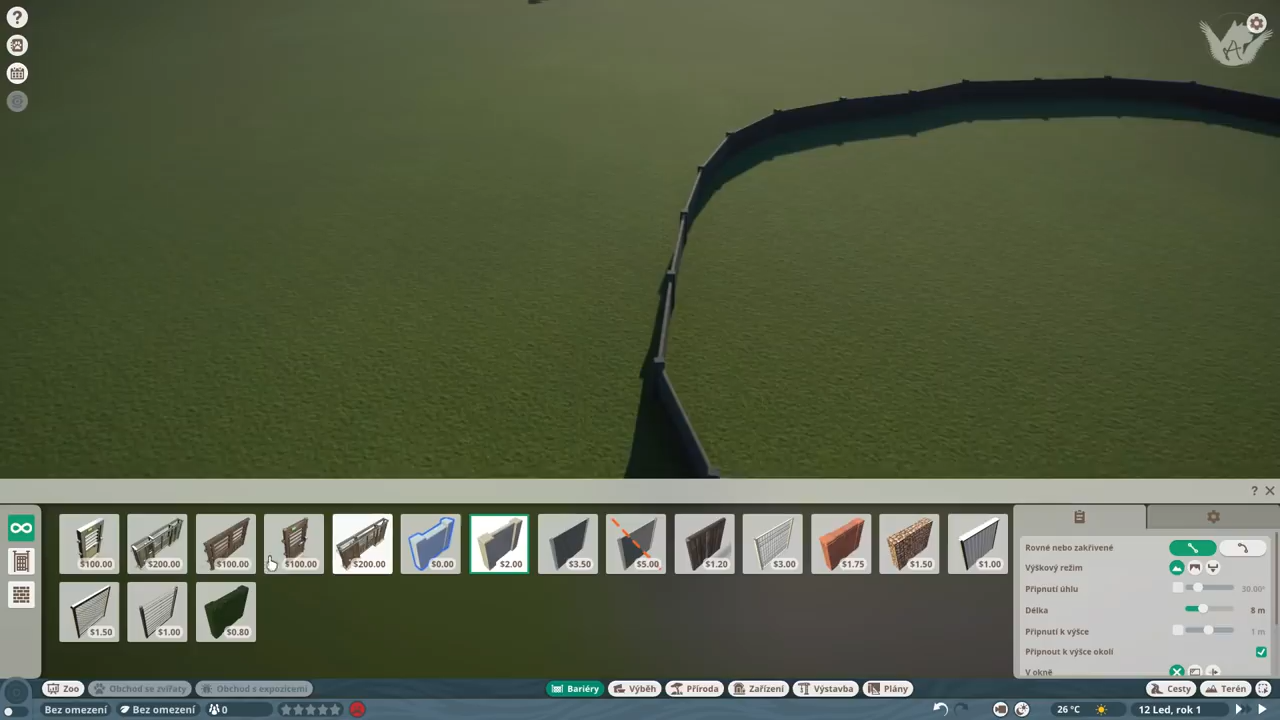 ?
? ×
$100.00 $200.00 $100.00 $100.00 $200.00 $0.00 $2.00 $3.50 $5.00 $1.20 $3.00 $1.75 $1.50 $1.00
$1.50 $1.00 $0.80
Rovné nebo zakřivené
Výškový režim
Připnutí úhlu 30.00°
Délka 8 m
Připnutí k výšce 1 m
Připnout k výšce okolí
V okně
Zoo Obchod se zvířaty Obchod s expozicemi Bariéry Výběh Příroda Zařízení Výstavba Plány Cesty Terén
Bez omezení Bez omezení 0 26 °C 12 Led, rok 1